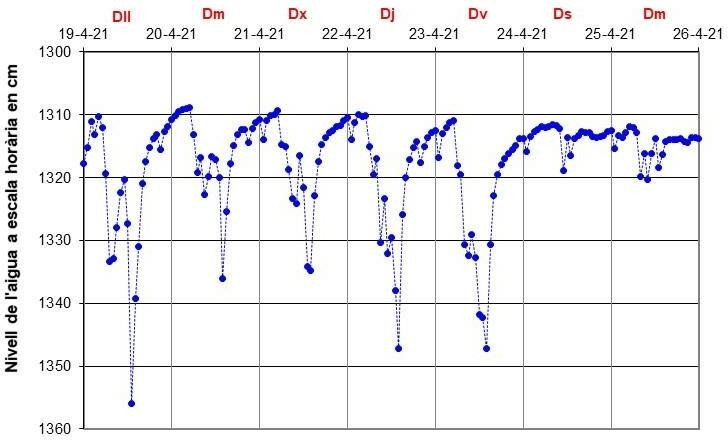 Dll Dm Dx Dj Dv Ds Dm
19-4-21 20-4-21 21-4-21 22-4-21 23-4-21 24-4-21 25-4-21 26-4-21
1300
1310
1320
1330
1340
1350
1360
Nivell de l'aigua a escala horària en cm